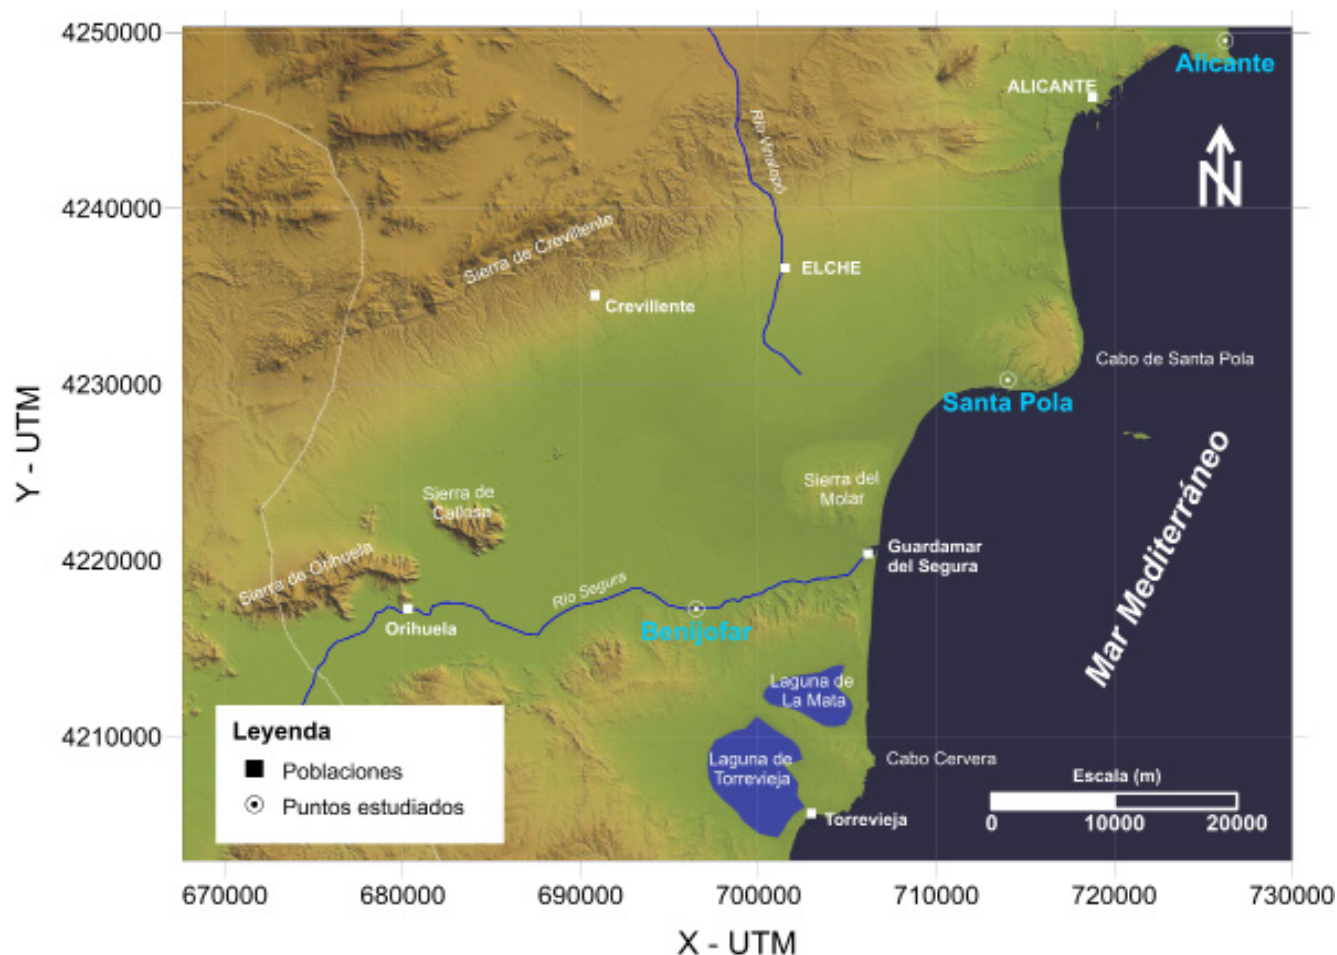 4250000
Alicante
ALICANTE
N
Río Vinalopó
4240000
Sierra de Crevillente
ELCHE
Crevillente
Cabo de Santa Pola
4230000
Santa Pola
Y - UTM
Mar Mediterráneo
Sierra del
Molar
Sierra de
Callosa
4220000
Guardamar
del Segura
Sierra de Orihuela
Río Segura
Orihuela
Benijofar
Laguna de
La Mata
4210000
Leyenda
Poblaciones
Puntos estudiados
Laguna de
Torrevieja
Cabo Cervera
Escala (m)
0 10000 20000
Torrevieja
670000 680000 690000 700000 710000 720000 730000
X - UTM